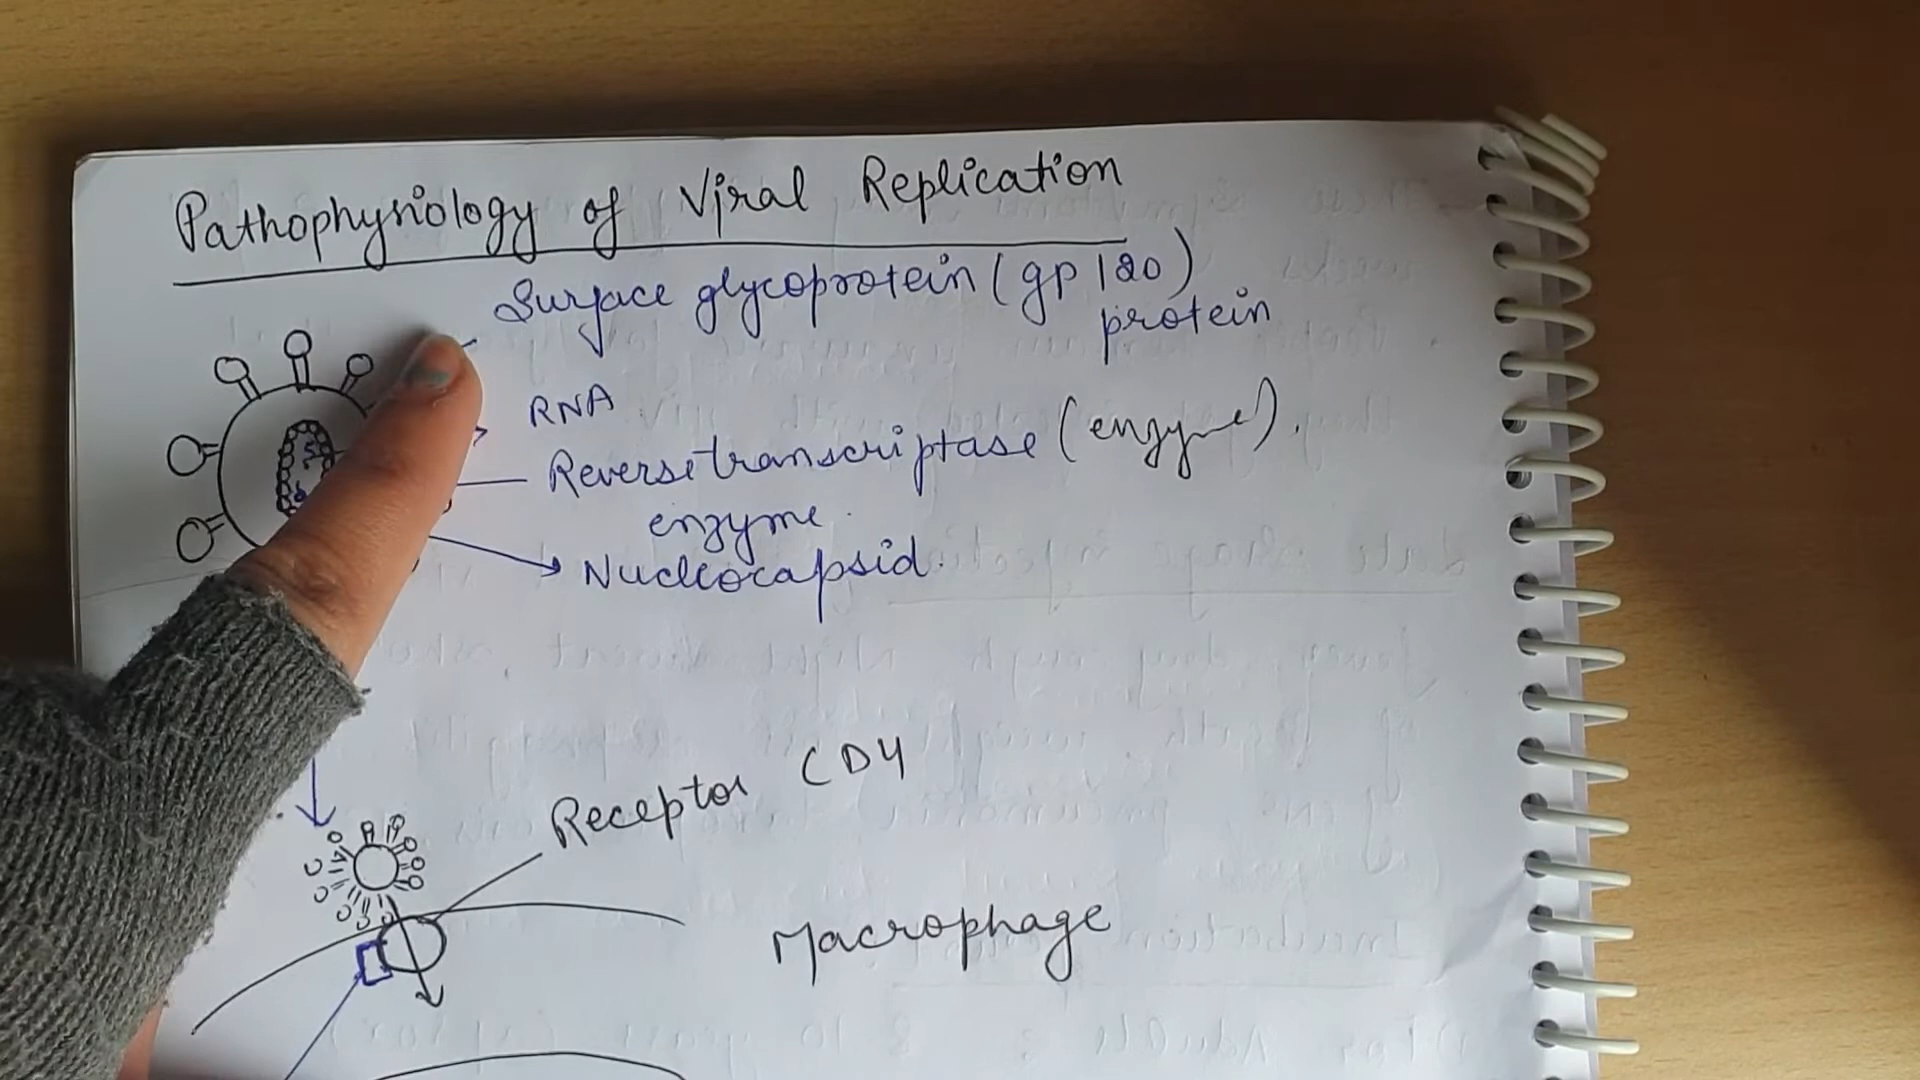 Pathophysiology of Viral Replication
Surface glycoprotein (gp 120)
protein
RNA
Reverse transcriptase (enzyme).
enzyme.
Nucleocapsid.
Receptor CD4
Macrophage